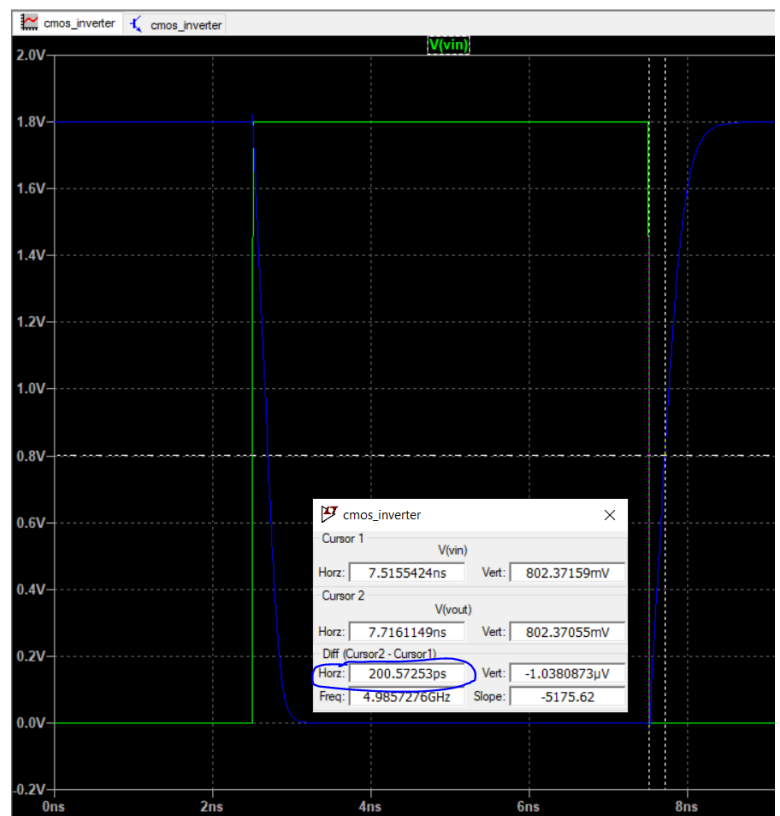 cmos_inverter cmos_inverter
V(vin)
2.0V
1.8V
1.6V
1.4V
1.2V
1.0V
0.8V
0.6V
0.4V
0.2V
0.0V
-0.2V
0ns 2ns 4ns 6ns 8ns
cmos_inverter
Cursor 1
V(vin)
Horz: 7.5155424ns Vert: 802.37159mV
Cursor 2
V(vout)
Horz: 7.7161149ns Vert: 802.37055mV
Diff (Cursor2 - Cursor1)
Horz: 200.57253ps Vert: -1.0380873µV
Freq: 4.9857276GHz Slope: -5175.62